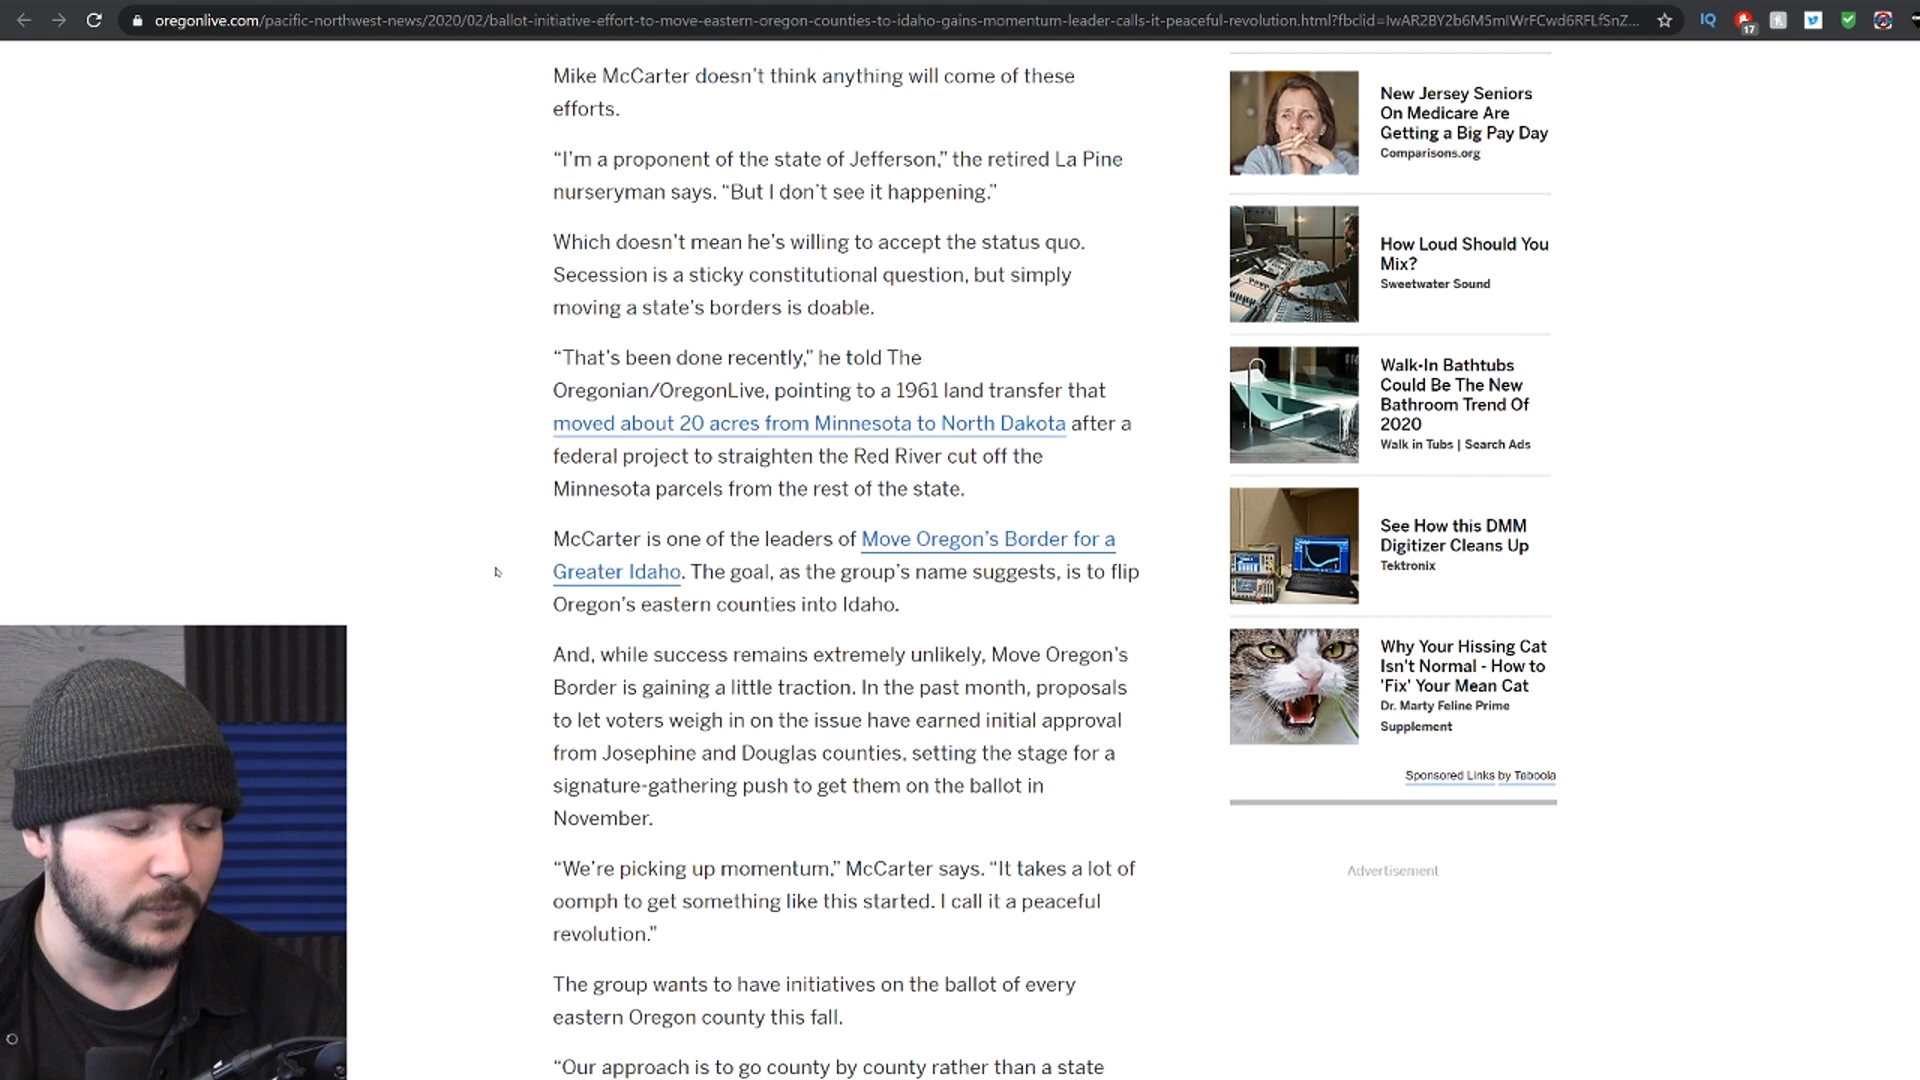 oregonlive.com/pacific-northwest-news/2020/02/ballot-initiative-effort-to-move-eastern-oregon-counties-to-idaho-gains-momentum-leader-calls-it-peaceful-revolution.html?fbclid=IwAR2BY2b6M5mIWrFCwd6RFLfSnZ...
IQ
17
Mike McCarter doesn’t think anything will come of these
efforts.
“I’m a proponent of the state of Jefferson,” the retired La Pine
nurseryman says. “But I don’t see it happening.”
Which doesn’t mean he’s willing to accept the status quo.
Secession is a sticky constitutional question, but simply
moving a state’s borders is doable.
“That’s been done recently,” he told The
Oregonian/OregonLive, pointing to a 1961 land transfer that
moved about 20 acres from Minnesota to North Dakota after a
federal project to straighten the Red River cut off the
Minnesota parcels from the rest of the state.
McCarter is one of the leaders of Move Oregon’s Border for a
Greater Idaho. The goal, as the group’s name suggests, is to flip
Oregon’s eastern counties into Idaho.
And, while success remains extremely unlikely, Move Oregon’s
Border is gaining a little traction. In the past month, proposals
to let voters weigh in on the issue have earned initial approval
from Josephine and Douglas counties, setting the stage for a
signature-gathering push to get them on the ballot in
November.
“We’re picking up momentum,” McCarter says. “It takes a lot of
oomph to get something like this started. I call it a peaceful
revolution.”
The group wants to have initiatives on the ballot of every
eastern Oregon county this fall.
“Our approach is to go county by county rather than a state
New Jersey Seniors
On Medicare Are
Getting a Big Pay Day
Comparisons.org
How Loud Should You
Mix?
Sweetwater Sound
Walk-In Bathtubs
Could Be The New
Bathroom Trend Of
2020
Walk in Tubs | Search Ads
See How this DMM
Digitizer Cleans Up
Tektronix
Why Your Hissing Cat
Isn't Normal - How to
'Fix' Your Mean Cat
Dr. Marty Feline Prime
Supplement
Sponsored Links by Taboola
Advertisement